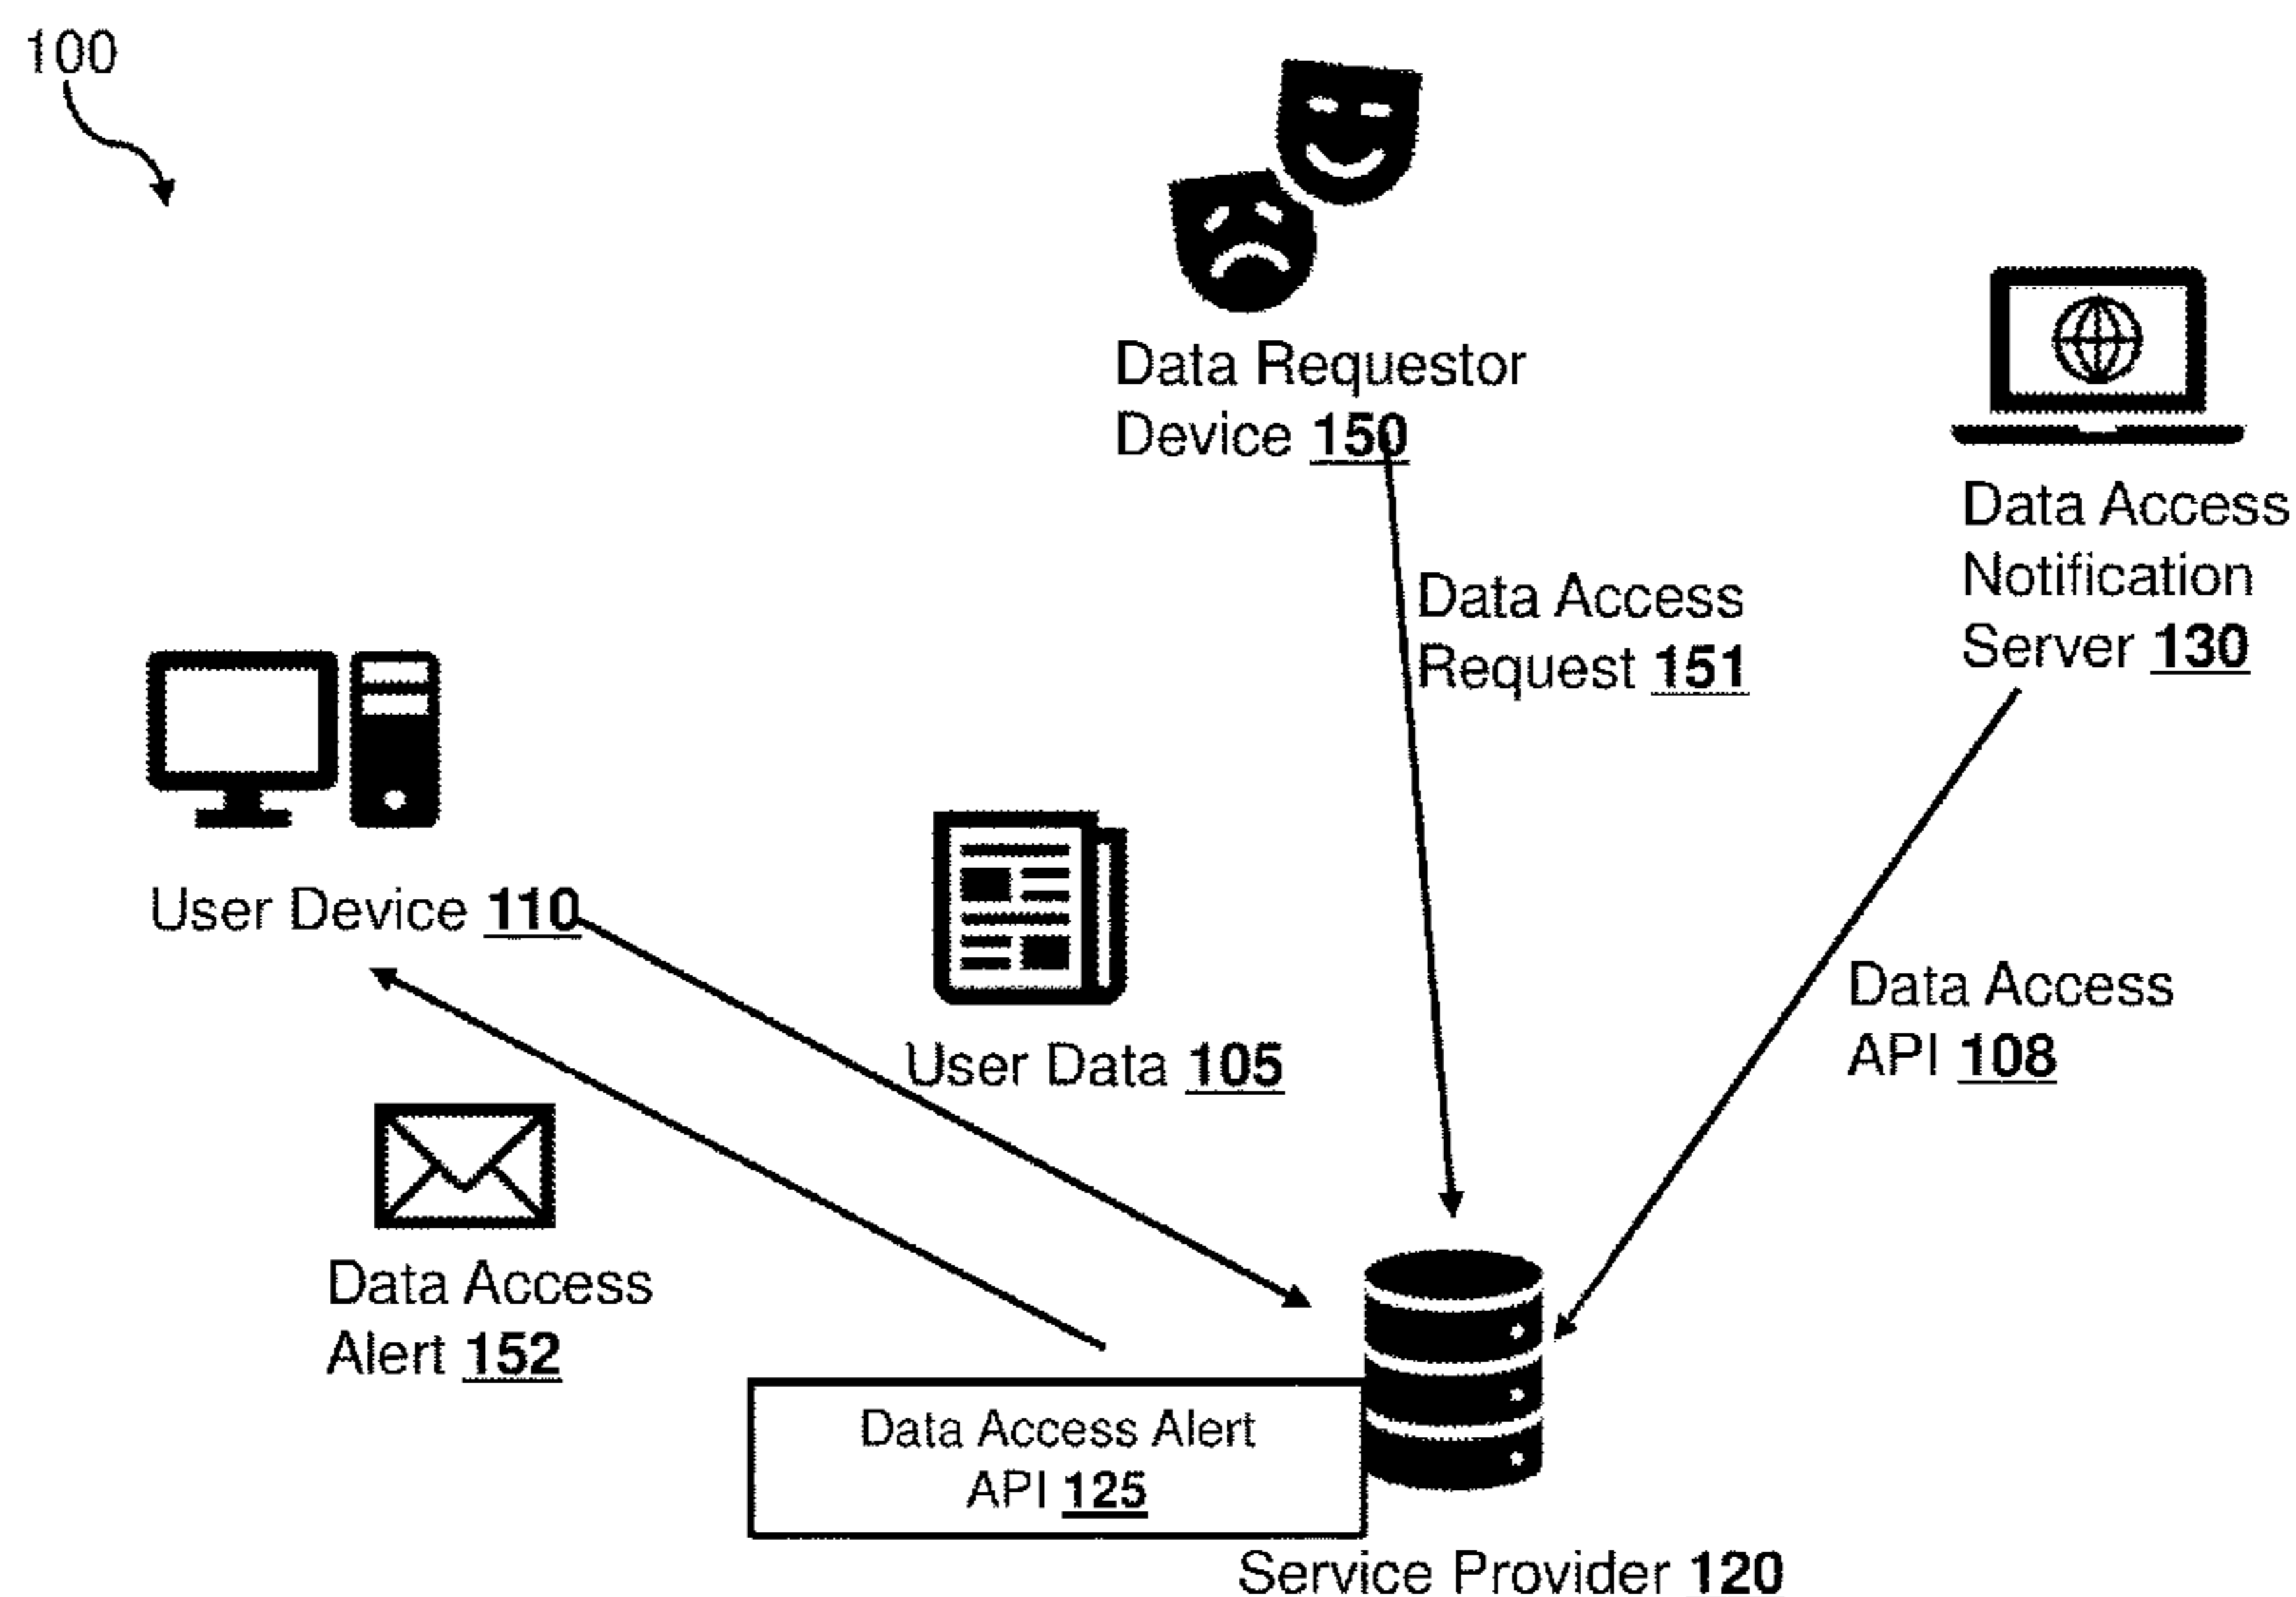 100
Data Requestor
Device 150
Data Access
Notification
Server 130
Data Access
Request 151
User Device 110
User Data 105
Data Access
API 108
Data Access
Alert 152
Data Access Alert
API 125
Service Provider 120